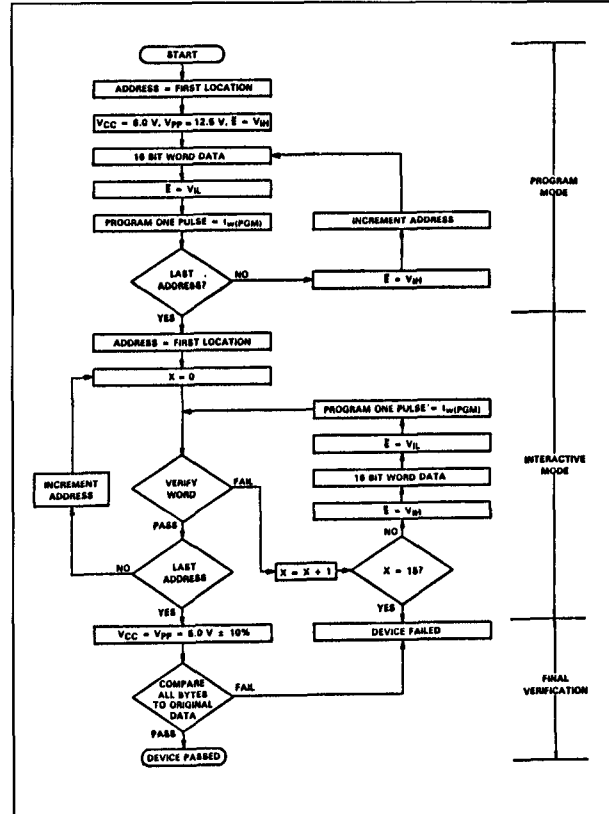 START
ADDRESS = FIRST LOCATION
VCC = 6.0 V, VPP = 12.5 V, E̅ = VIH
16 BIT WORD DATA
E̅ = VIL
PROGRAM ONE PULSE = tw(PGM)
LAST
ADDRESS?
NO
E̅ = VIH
INCREMENT ADDRESS
PROGRAM
MODE
YES
ADDRESS = FIRST LOCATION
X = 0
INCREMENT
ADDRESS
VERIFY
WORD
FAIL
PASS
NO
LAST
ADDRESS
X = X + 1
X = 15?
NO
E̅ = VIH
16 BIT WORD DATA
E̅ = VIL
PROGRAM ONE PULSE = tw(PGM)
INTERACTIVE
MODE
YES
YES
VCC = VPP = 5.0 V ± 10%
DEVICE FAILED
COMPARE
ALL BYTES
TO ORIGINAL
DATA
FAIL
FINAL
VERIFICATION
PASS
DEVICE PASSED